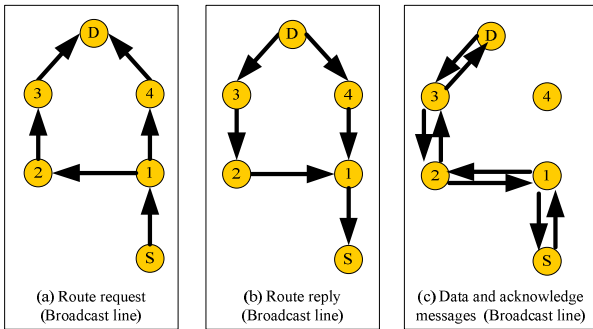 D
3
4
2
1
S
(a) Route request
(Broadcast line)
D
3
4
2
1
S
(b) Route reply
(Broadcast line)
D
3
4
2
1
S
(c) Data and acknowledge
messages (Broadcast line)